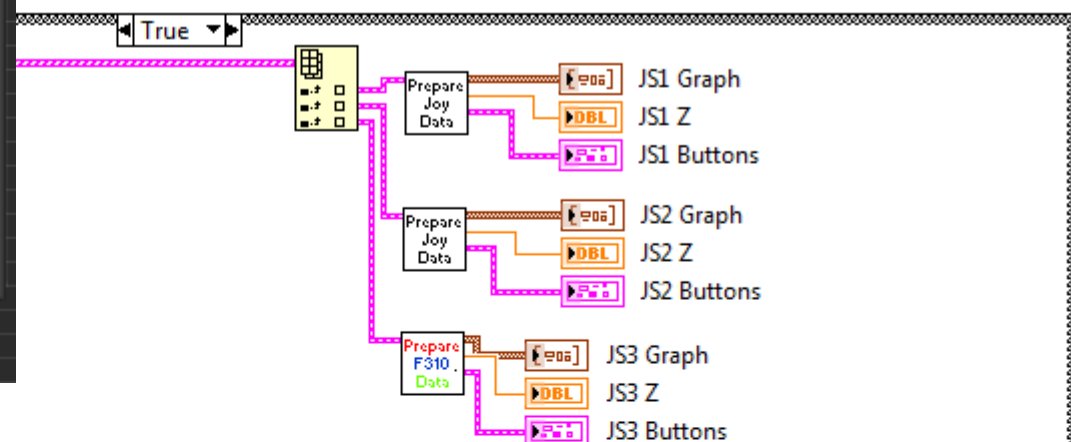 True
Prepare
Joy
Data
JS1 Graph
DBL
JS1 Z
JS1 Buttons
Prepare
Joy
Data
JS2 Graph
DBL
JS2 Z
JS2 Buttons
Prepare
F310.
Data
JS3 Graph
DBL
JS3 Z
JS3 Buttons